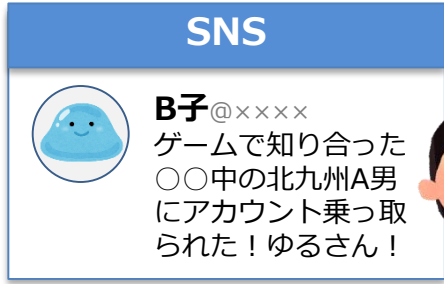 SNS
B子@××××
ゲームで知り合った
○○中の北九州A男
にアカウント乗っ取
られた！ゆるさん！